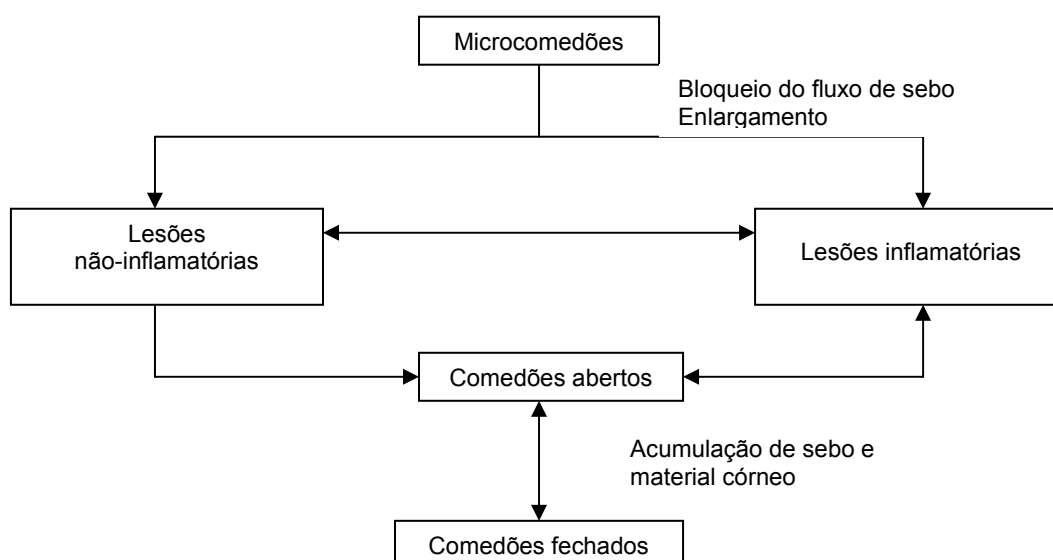 Microcomedões
Bloqueio do fluxo de sebo
Enlargamento
Lesões
não-inflamatórias
Lesões inflamatórias
Comedões abertos
Acumulação de sebo e
material córneo
Comedões fechados